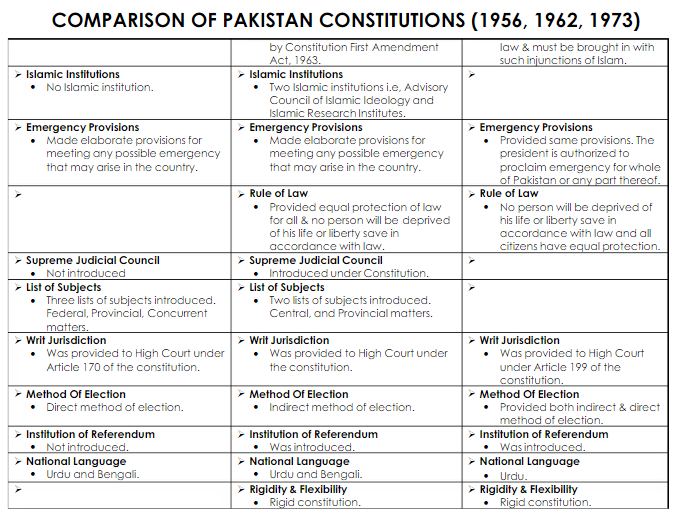 COMPARISON OF PAKISTAN CONSTITUTIONS (1956, 1962, 1973)
by Constitution First Amendment
Act, 1963.
law & must be brought in with
such injunctions of Islam.
➢ Islamic Institutions
• No Islamic institution.
➢ Islamic Institutions
• Two Islamic institutions i.e, Advisory
Council of Islamic Ideology and
Islamic Research Institutes.
➢
➢ Emergency Provisions
• Made elaborate provisions for
meeting any possible emergency
that may arise in the country.
➢ Emergency Provisions
• Made elaborate provisions for
meeting any possible emergency
that may arise in the country.
➢ Emergency Provisions
• Provided same provisions. The
president is authorized to
proclaim emergency for whole
of Pakistan or any part thereof.
➢
➢ Rule of Law
• Provided equal protection of law
for all & no person will be deprived
of his life or liberty save in
accordance with law.
➢ Rule of Law
• No person will be deprived of
his life or liberty save in
accordance with law and all
citizens have equal protection.
➢ Supreme Judicial Council
• Not introduced
➢ Supreme Judicial Council
• Introduced under Constitution.
➢
➢ List of Subjects
• Three lists of subjects introduced.
Federal, Provincial, Concurrent
matters.
➢ List of Subjects
• Two lists of subjects introduced.
Central, and Provincial matters.
➢
➢ Writ Jurisdiction
• Was provided to High Court under
Article 170 of the constitution.
➢ Writ Jurisdiction
• Was provided to High Court under
the constitution.
➢ Writ Jurisdiction
• Was provided to High Court
under Article 199 of the
constitution.
➢ Method Of Election
• Direct method of election.
➢ Method Of Election
• Indirect method of election.
➢ Method Of Election
• Provided both indirect & direct
method of election.
➢ Institution of Referendum
• Not introduced.
➢ Institution of Referendum
• Was introduced.
➢ Institution of Referendum
• Was introduced.
➢ National Language
• Urdu and Bengali.
➢ National Language
• Urdu and Bengali.
➢ National Language
• Urdu.
➢
➢ Rigidity & Flexibility
• Rigid constitution.
➢ Rigidity & Flexibility
• Rigid constitution.